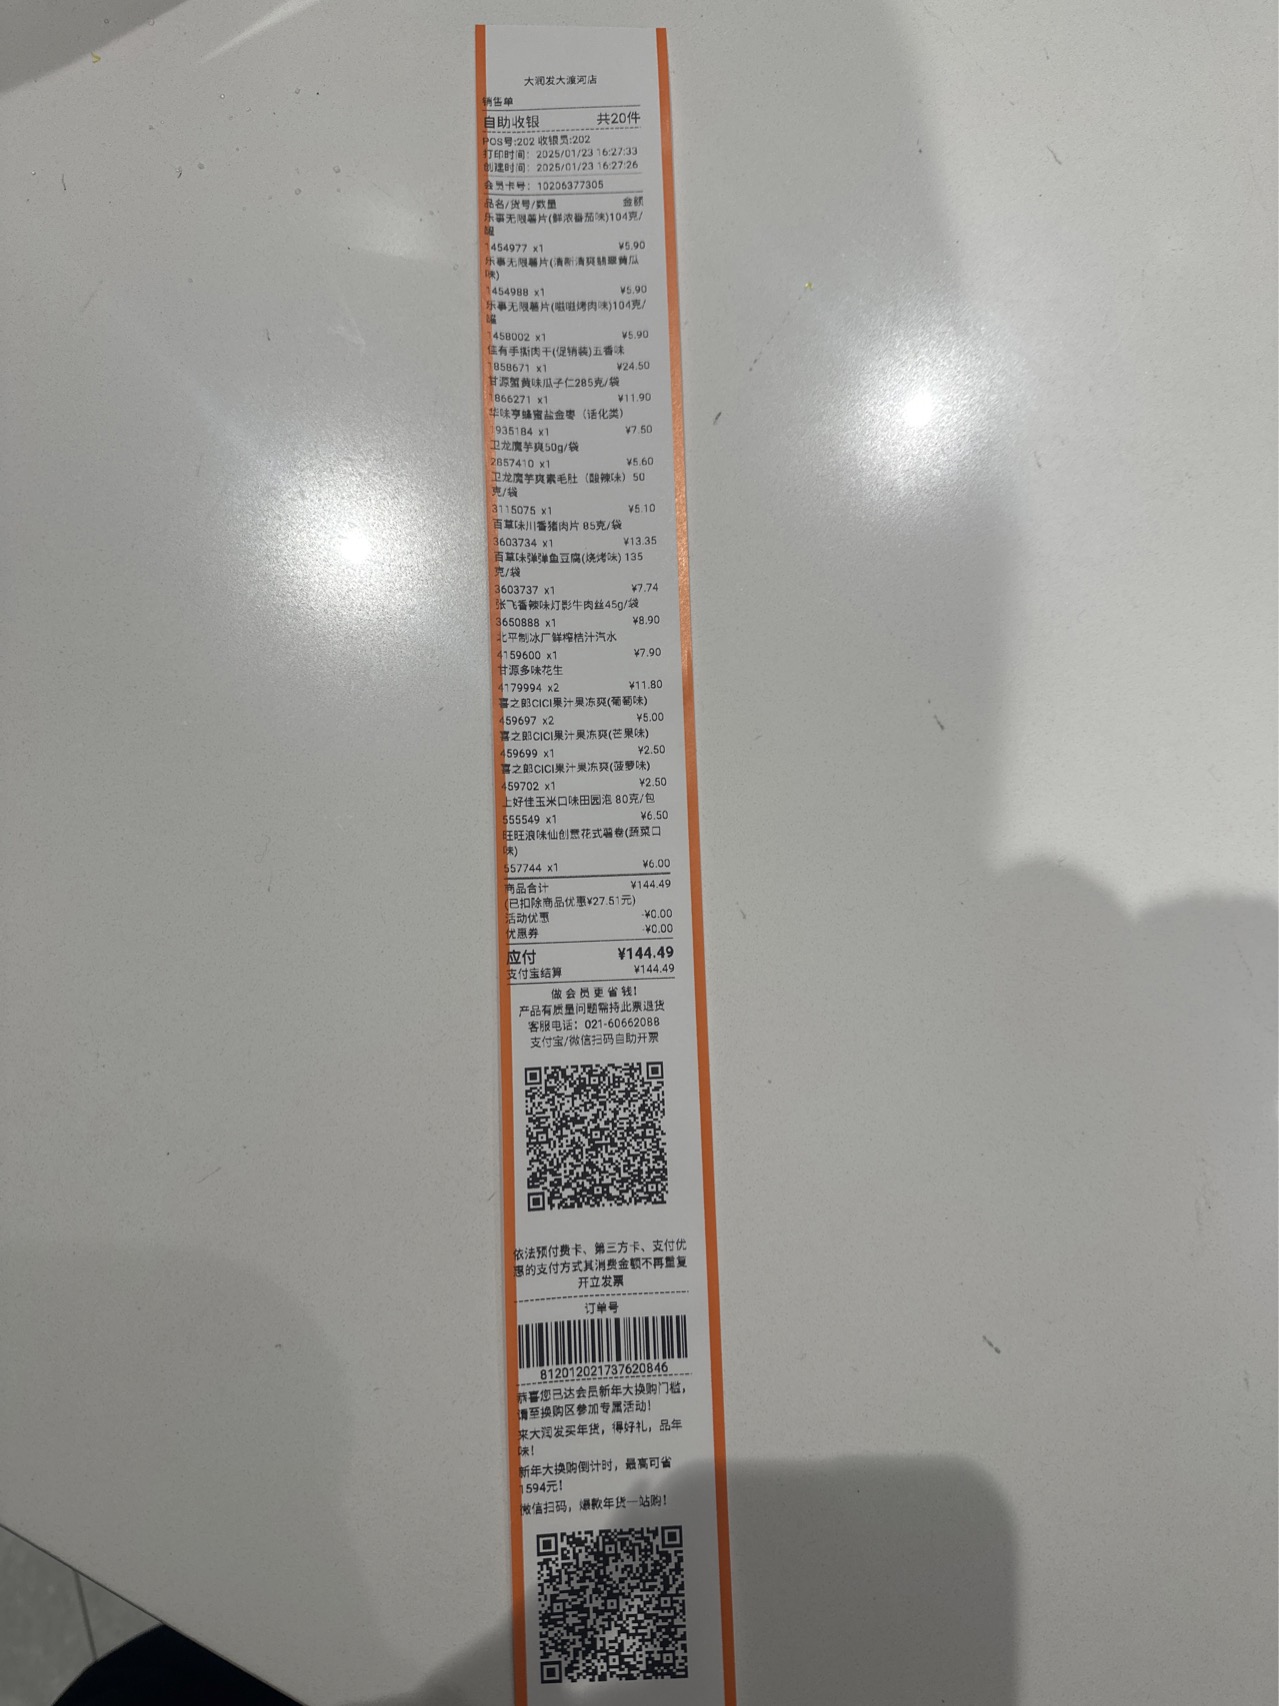 大润发大渡河店
销售单
自助收银 共20件
POS号:202 收银员:202
打印时间： 2025/01/23 16:27:33
创建时间： 2025/01/23 16:27:26
会员卡号： 10206377305
品名/货号/数量 金额
乐事无限薯片(鲜浓番茄味)104克/
罐
1454977 x1 ¥5.90
乐事无限薯片(清新清爽翡翠黄瓜
味)
1454988 x1 ¥5.90
乐事无限薯片(嗞嗞烤肉味)104克/
罐
1458002 x1 ¥5.90
佳有手撕肉干(促销装)五香味
1858671 x1 ¥24.50
甘源蟹黄味瓜子仁285克/袋
1866271 x1 ¥11.90
华味亨蜂蜜盐金枣（话化类）
1935184 x1 ¥7.50
卫龙魔芋爽50g/袋
2857410 x1 ¥5.60
卫龙魔芋爽素毛肚（酸辣味）50
克/袋
3115075 x1 ¥5.10
百草味川香猪肉片 85克/袋
3603734 x1 ¥13.35
百草味弹弹鱼豆腐(烧烤味) 135
克/袋
3603737 x1 ¥7.74
张飞香辣味灯影牛肉丝45g/袋
3650888 x1 ¥8.90
北平制冰厂鲜榨桔汁汽水
4159600 x1 ¥7.90
甘源多味花生
4179994 x2 ¥11.80
喜之郎CICI果汁果冻爽(葡萄味)
459697 x2 ¥5.00
喜之郎CICI果汁果冻爽(芒果味)
459699 x1 ¥2.50
喜之郎CICI果汁果冻爽(菠萝味)
459702 x1 ¥2.50
上好佳玉米口味田园泡 80克/包
555549 x1 ¥6.50
旺旺浪味仙创意花式薯卷(蔬菜口
味)
557744 x1 ¥6.00
商品合计 ¥144.49
(已扣除商品优惠¥27.51元)
活动优惠 -¥0.00
优惠券 -¥0.00
应付 ¥144.49
支付宝结算 ¥144.49
做会员更省钱!
产品有质量问题需持此票退货
客服电话：021-60662088
支付宝/微信扫码自助开票
依法预付费卡、第三方卡、支付优
惠的支付方式其消费金额不再重复
开立发票
订单号
812012021737620846
恭喜您已达会员新年大换购门槛，
请至换购区参加专属活动!
来大润发买年货，得好礼，品年
味!
新年大换购倒计时，最高可省
1594元!
微信扫码，爆款年货一站购!